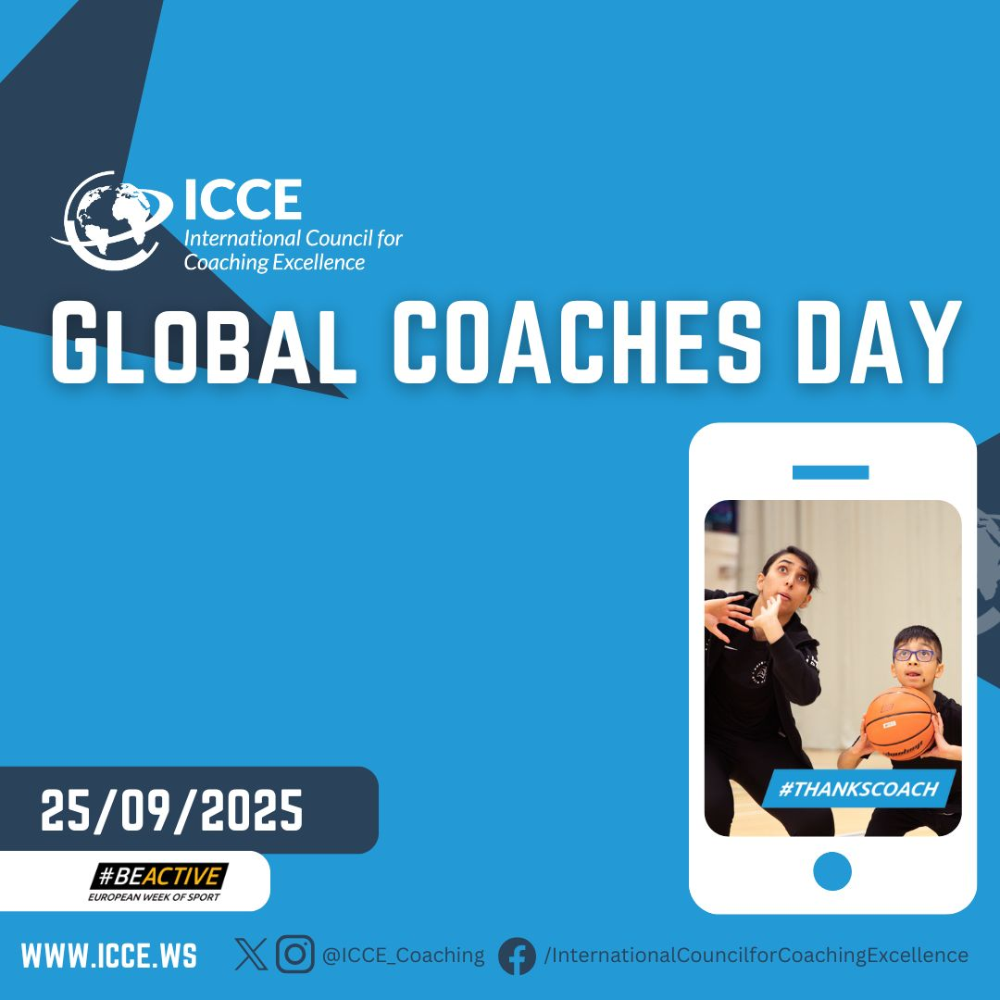 ICCE
International Council for
Coaching Excellence
GLOBAL COACHES DAY
#THANKSCOACH
25/09/2025
#BEACTIVE
EUROPEAN WEEK OF SPORT
WWW.ICCE.WS
@ICCE_Coaching
/InternationalCouncilforCoachingExcellence